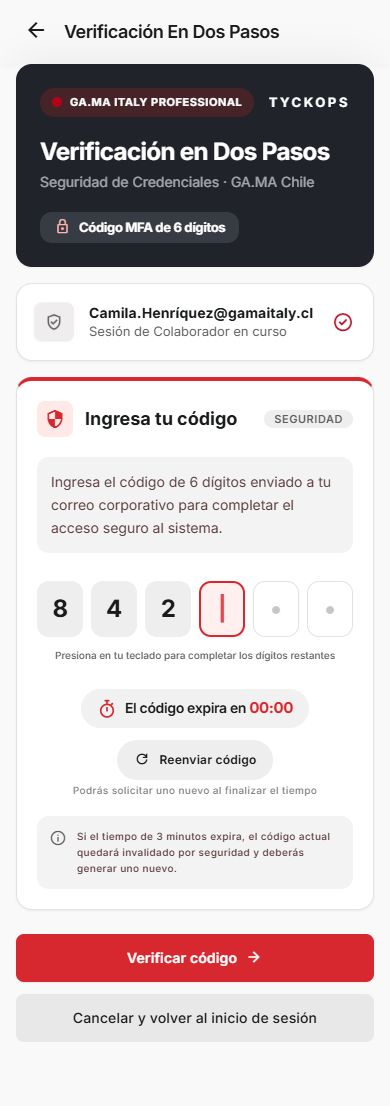 Verificación En Dos Pasos
GA.MA ITALY PROFESSIONAL
TYCKOPS
Verificación en Dos Pasos
Seguridad de Credenciales · GA.MA Chile
Código MFA de 6 dígitos
Camila.Henríquez@gamaitaly.cl
Sesión de Colaborador en curso
Ingresa tu código
SEGURIDAD
Ingresa el código de 6 dígitos enviado a tu
correo corporativo para completar el
acceso seguro al sistema.
8 4 2
Presiona en tu teclado para completar los dígitos restantes
El código expira en 00:00
Reenviar código
Podrás solicitar uno nuevo al finalizar el tiempo
Si el tiempo de 3 minutos expira, el código actual
quedará invalidado por seguridad y deberás
generar uno nuevo.
Verificar código
Cancelar y volver al inicio de sesión